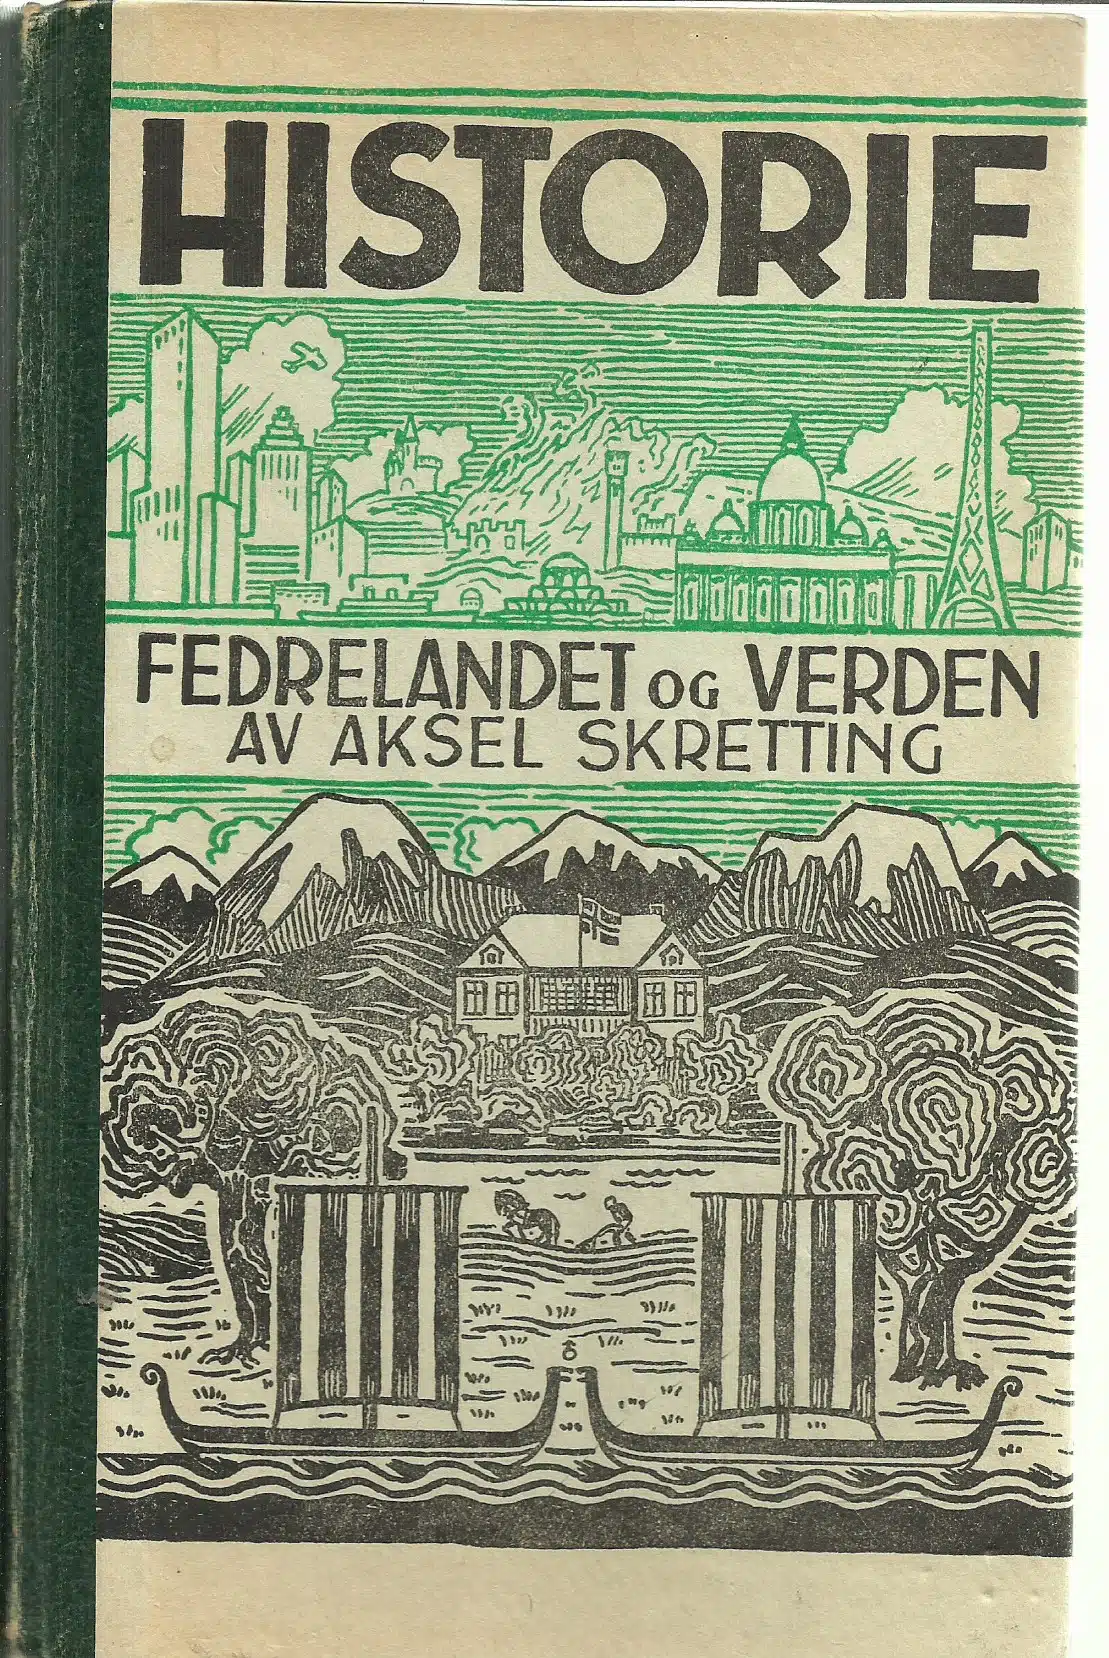 HISTORIE
FEDRELANDET OG VERDEN
AV AKSEL SKRETTING